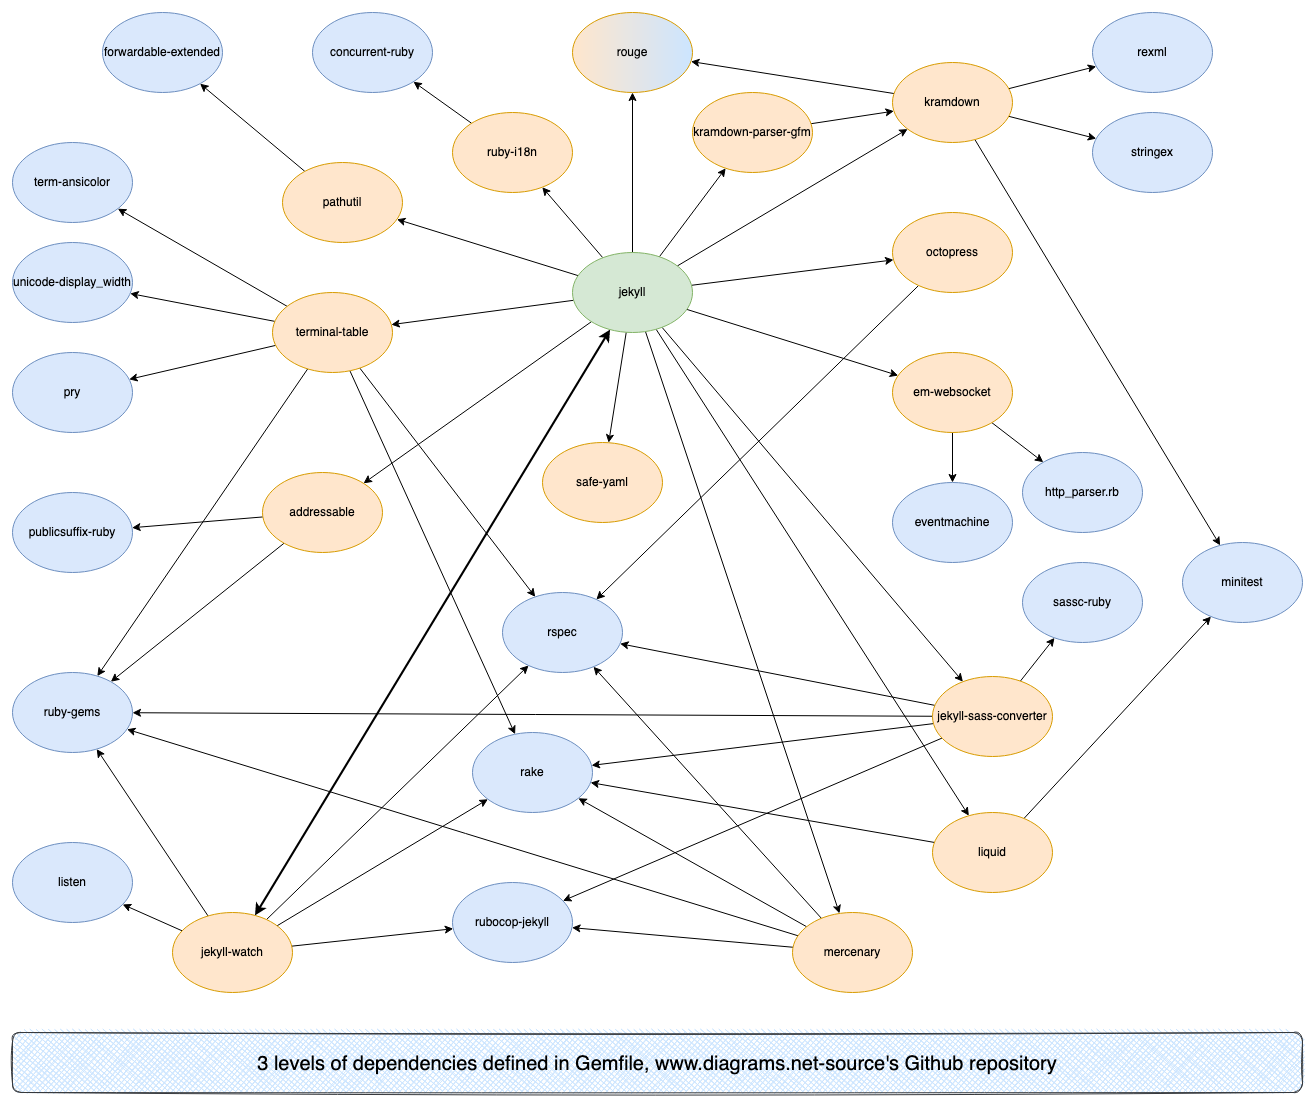 forwardable-extended
concurrent-ruby
rouge
rexml
kramdown
kramdown-parser-gfm
ruby-i18n
stringex
term-ansicolor
pathutil
octopress
unicode-display_width
jekyll
terminal-table
pry
em-websocket
safe-yaml
http_parser.rb
addressable
eventmachine
publicsuffix-ruby
minitest
sassc-ruby
rspec
ruby-gems
jekyll-sass-converter
rake
liquid
listen
rubocop-jekyll
jekyll-watch
mercenary
3 levels of dependencies defined in Gemfile, www.diagrams.net-source's Github repository